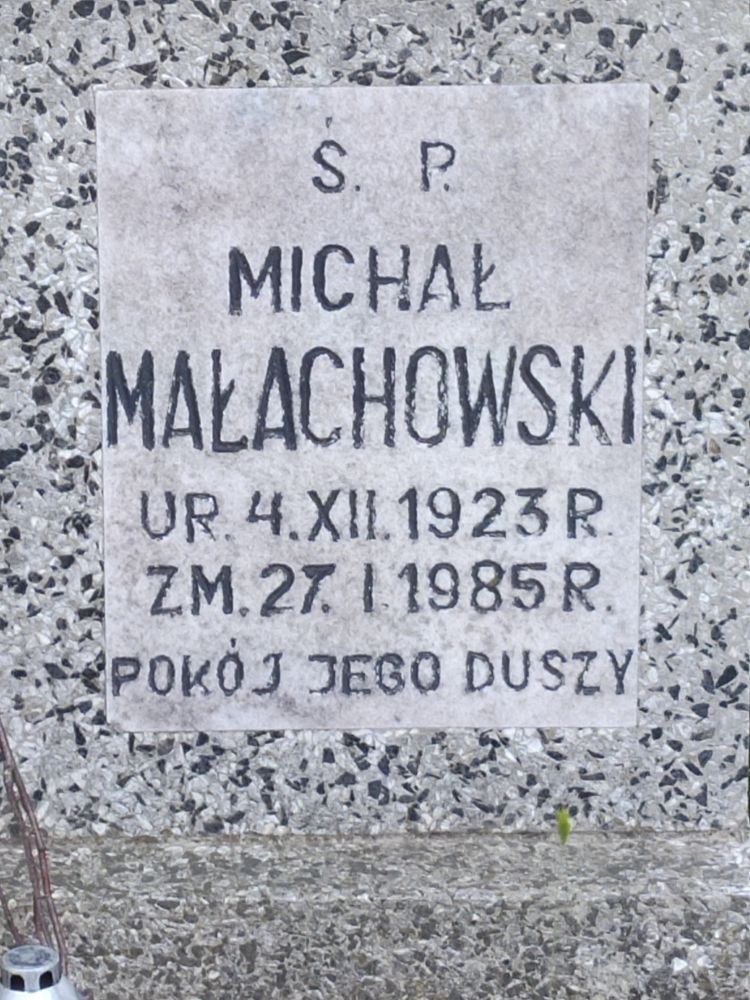 Ś. P.
MICHAŁ
MAŁACHOWSKI
UR. 4.XII.1923 R.
ZM. 27. I. 1985 R.
POKÓJ JEGO DUSZY